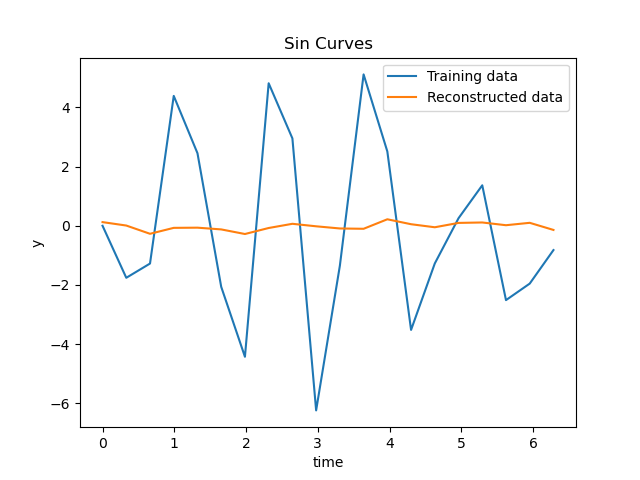 Sin Curves
Training data
Reconstructed data
y
4
2
0
−2
−4
−6
0 1 2 3 4 5 6
time